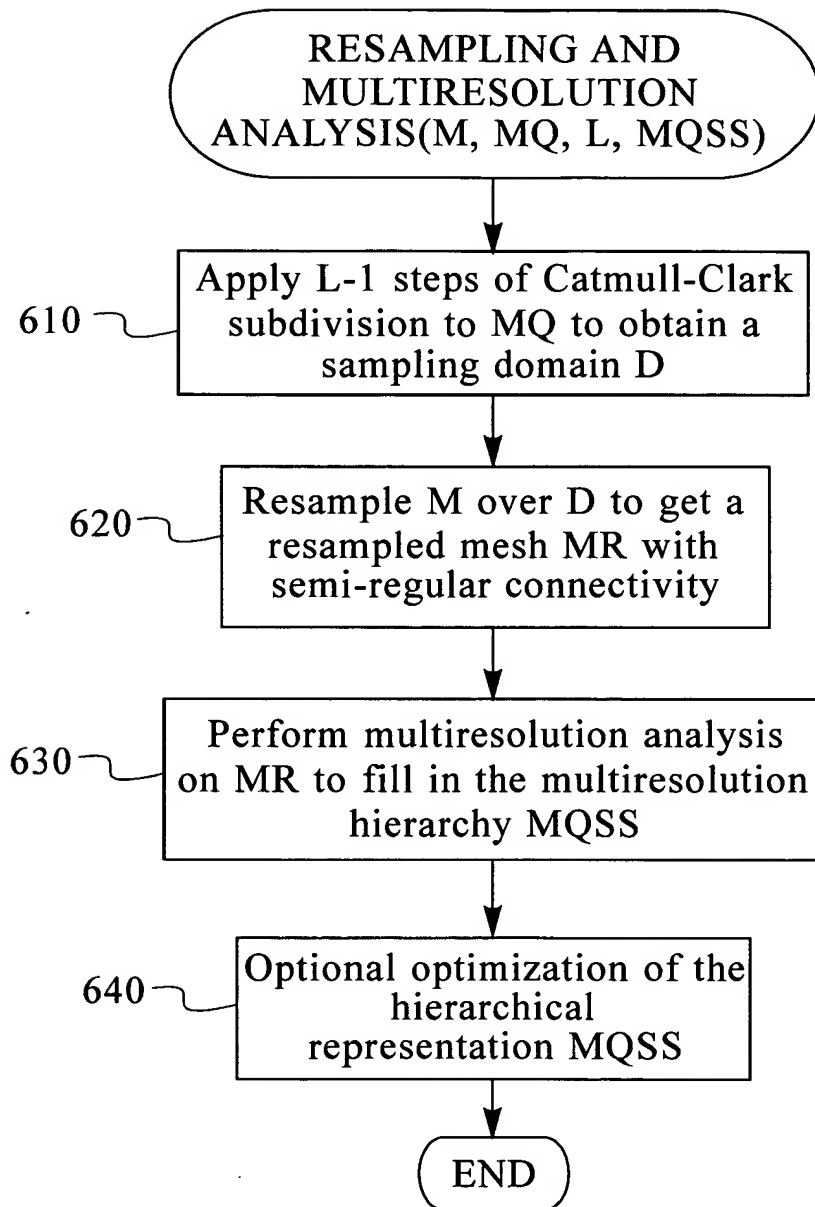 RESAMPLING AND
MULTIRESOLUTION
ANALYSIS(M, MQ, L, MQSS)
610
Apply L-1 steps of Catmull-Clark
subdivision to MQ to obtain a
sampling domain D
620
Resample M over D to get a
resampled mesh MR with
semi-regular connectivity
630
Perform multiresolution analysis
on MR to fill in the multiresolution
hierarchy MQSS
640
Optional optimization of the
hierarchical
representation MQSS
END